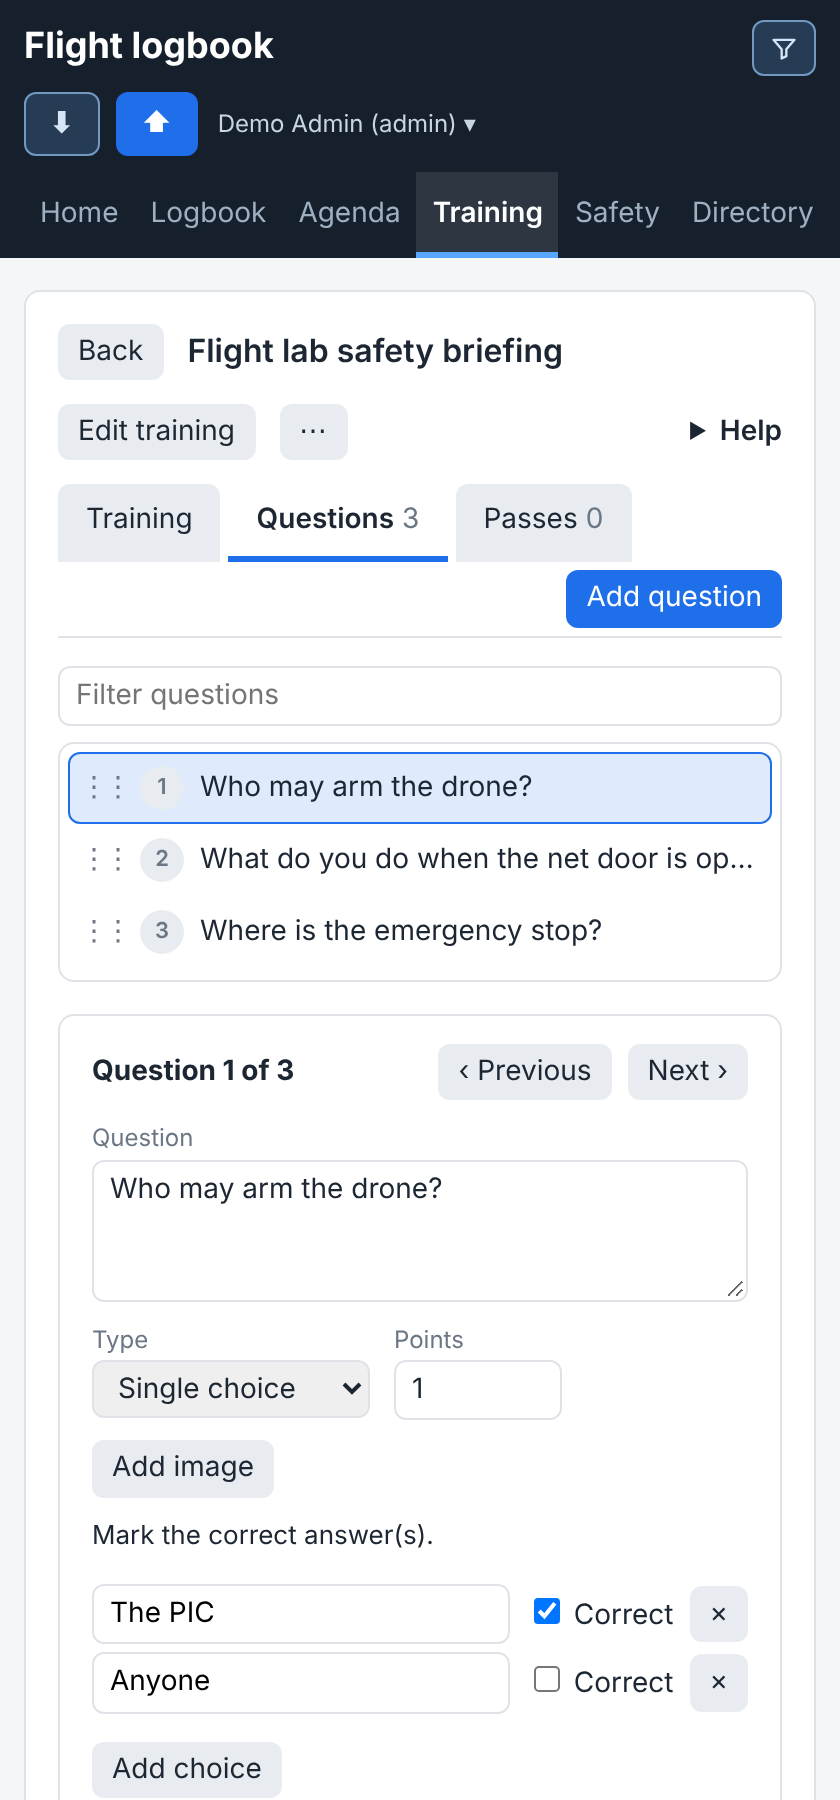 Flight logbook
Demo Admin (admin) ▾
Home Logbook Agenda Training Safety Directory
Back Flight lab safety briefing
Edit training ... ▶ Help
Training Questions 3 Passes 0
Add question
Filter questions
1 Who may arm the drone?
2 What do you do when the net door is op...
3 Where is the emergency stop?
Question 1 of 3 ‹ Previous Next ›
Question
Who may arm the drone?
Type Points
Single choice 1
Add image
Mark the correct answer(s).
The PIC Correct ×
Anyone Correct ×
Add choice